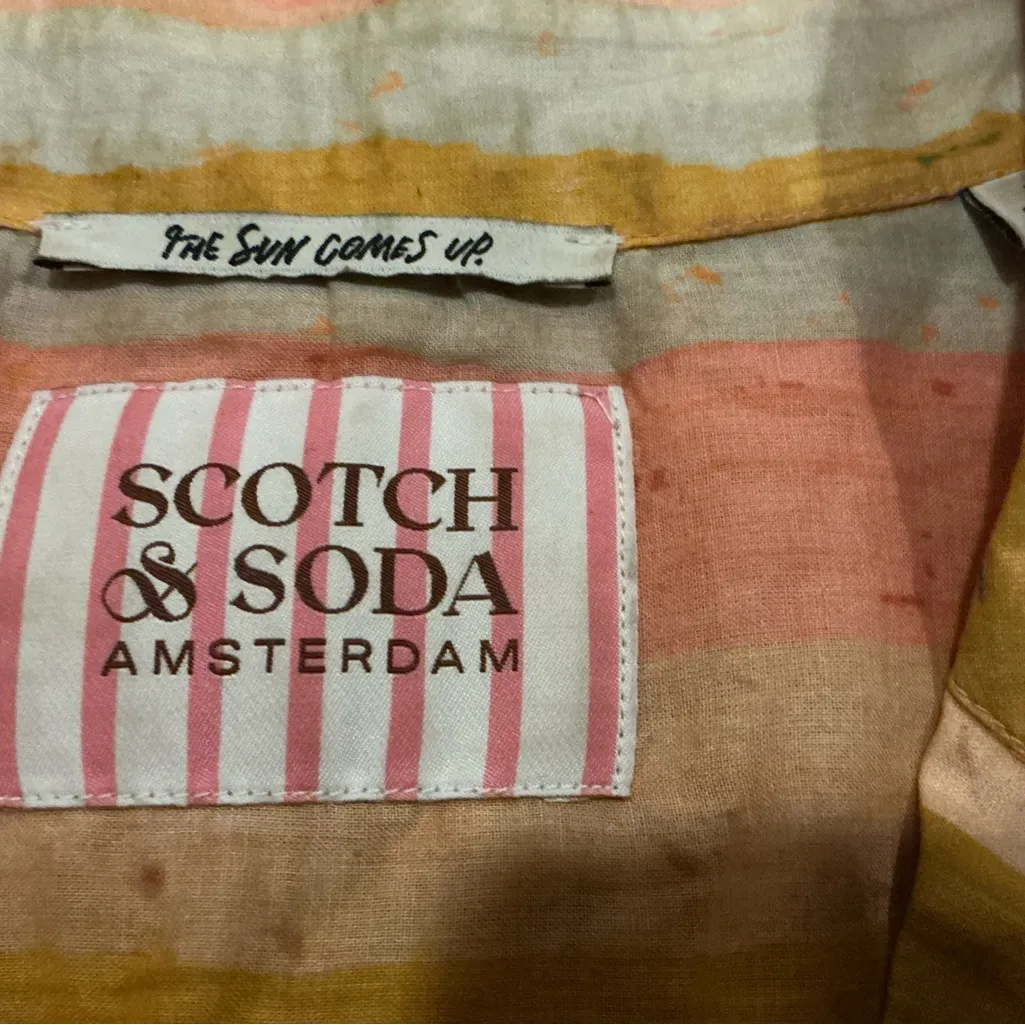 THE SUN COMES UP.
SCOTCH
& SODA
AMSTERDAM